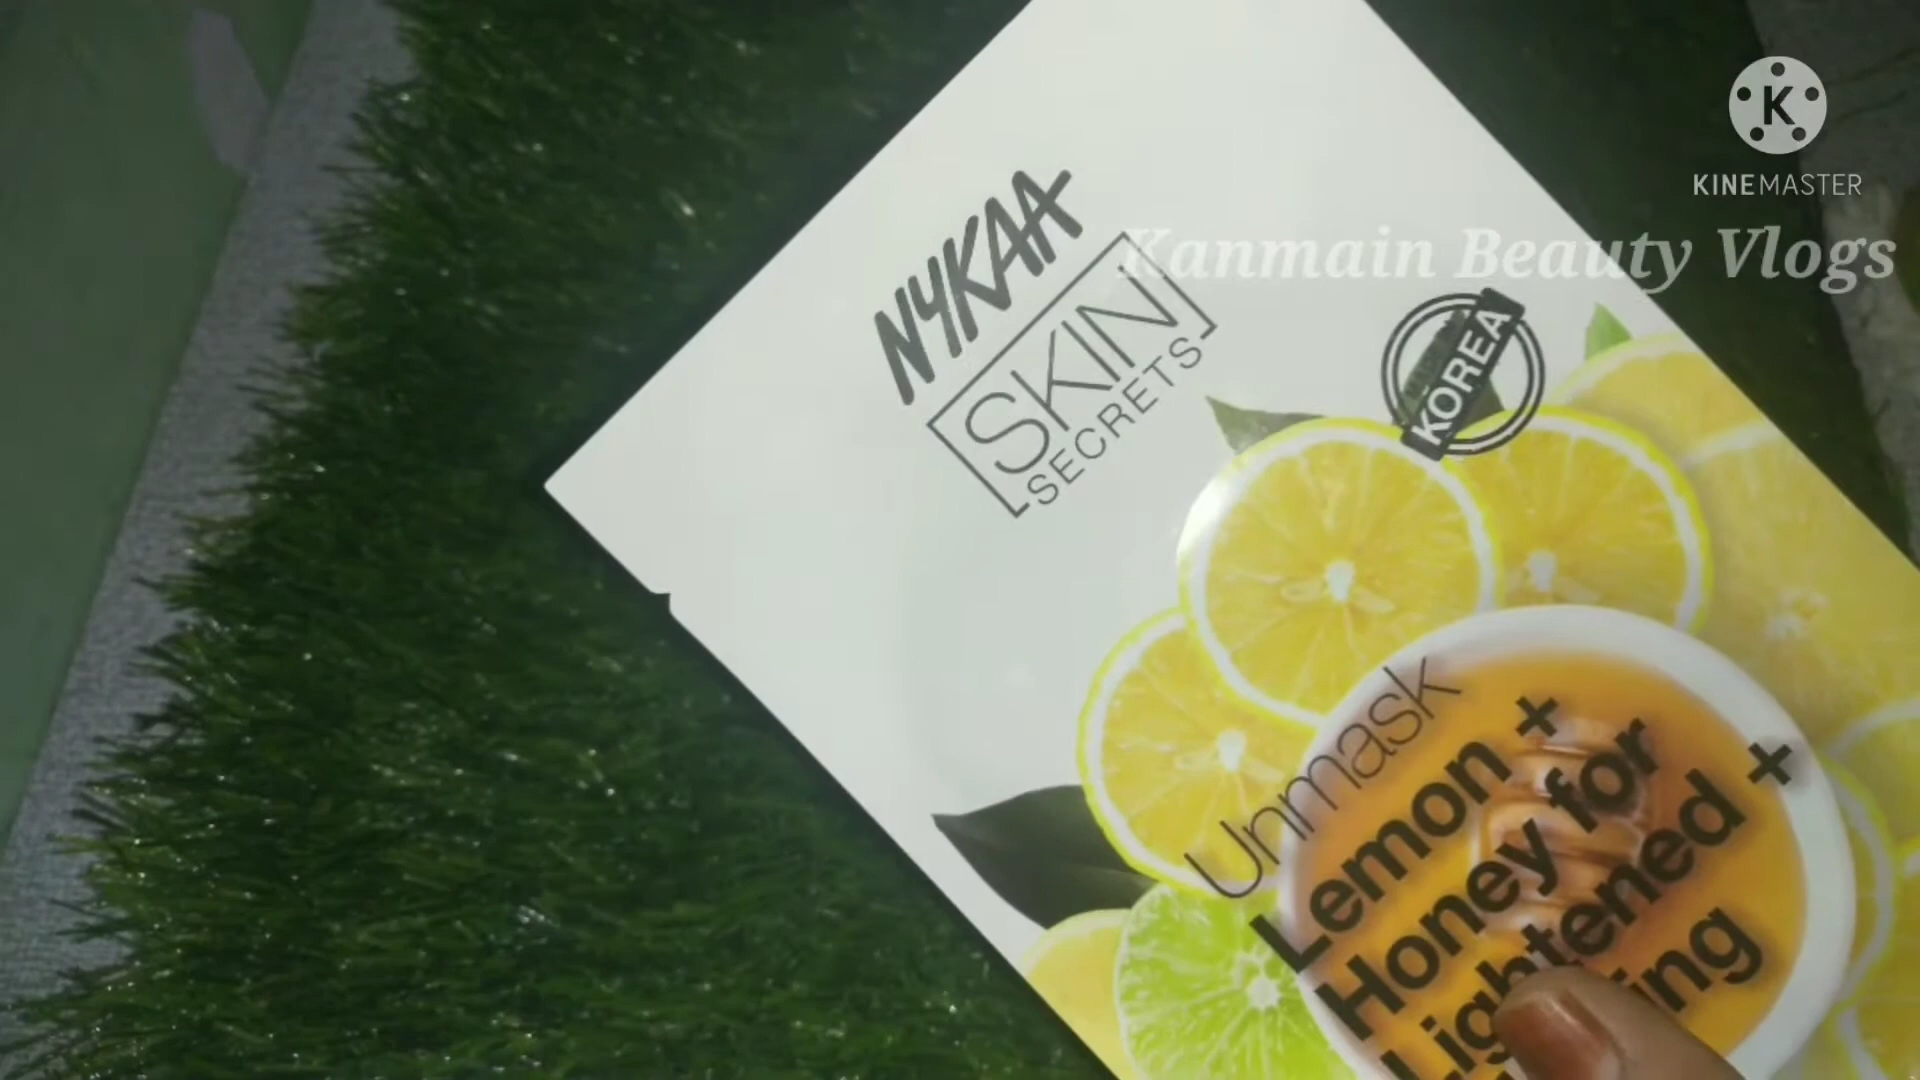 KINEMASTER
Kanmain Beauty Vlogs
NYKAA
SKIN
SECRETS
KOREA
Unmask
Lemon +
Honey for
Lightened +